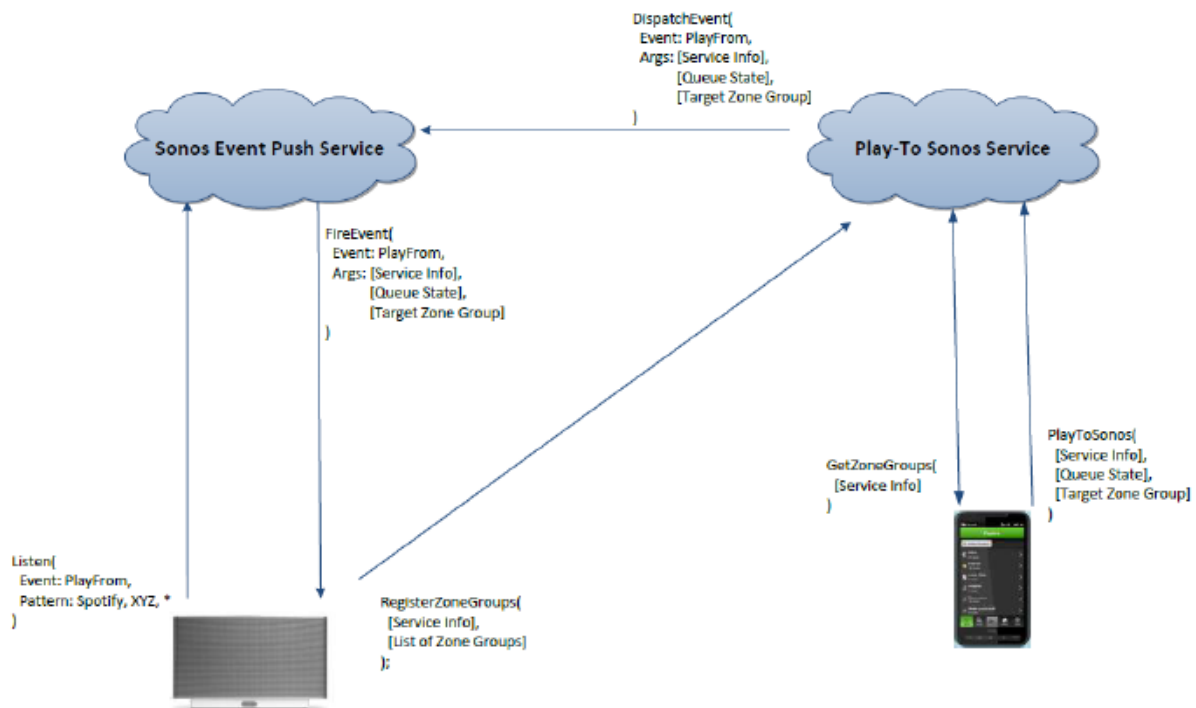 DispatchEvent(
Event: PlayFrom,
Args: [Service Info],
[Queue State],
[Target Zone Group]
)
Sonos Event Push Service
Play-To Sonos Service
FireEvent(
Event: PlayFrom,
Args: [Service Info],
[Queue State],
[Target Zone Group]
)
GetZoneGroups(
[Service Info]
)
PlayToSonos(
[Service Info],
[Queue State],
[Target Zone Group]
)
Listen(
Event: PlayFrom,
Pattern: Spotify, XYZ, *
)
RegisterZoneGroups(
[Service Info],
[List of Zone Groups]
);